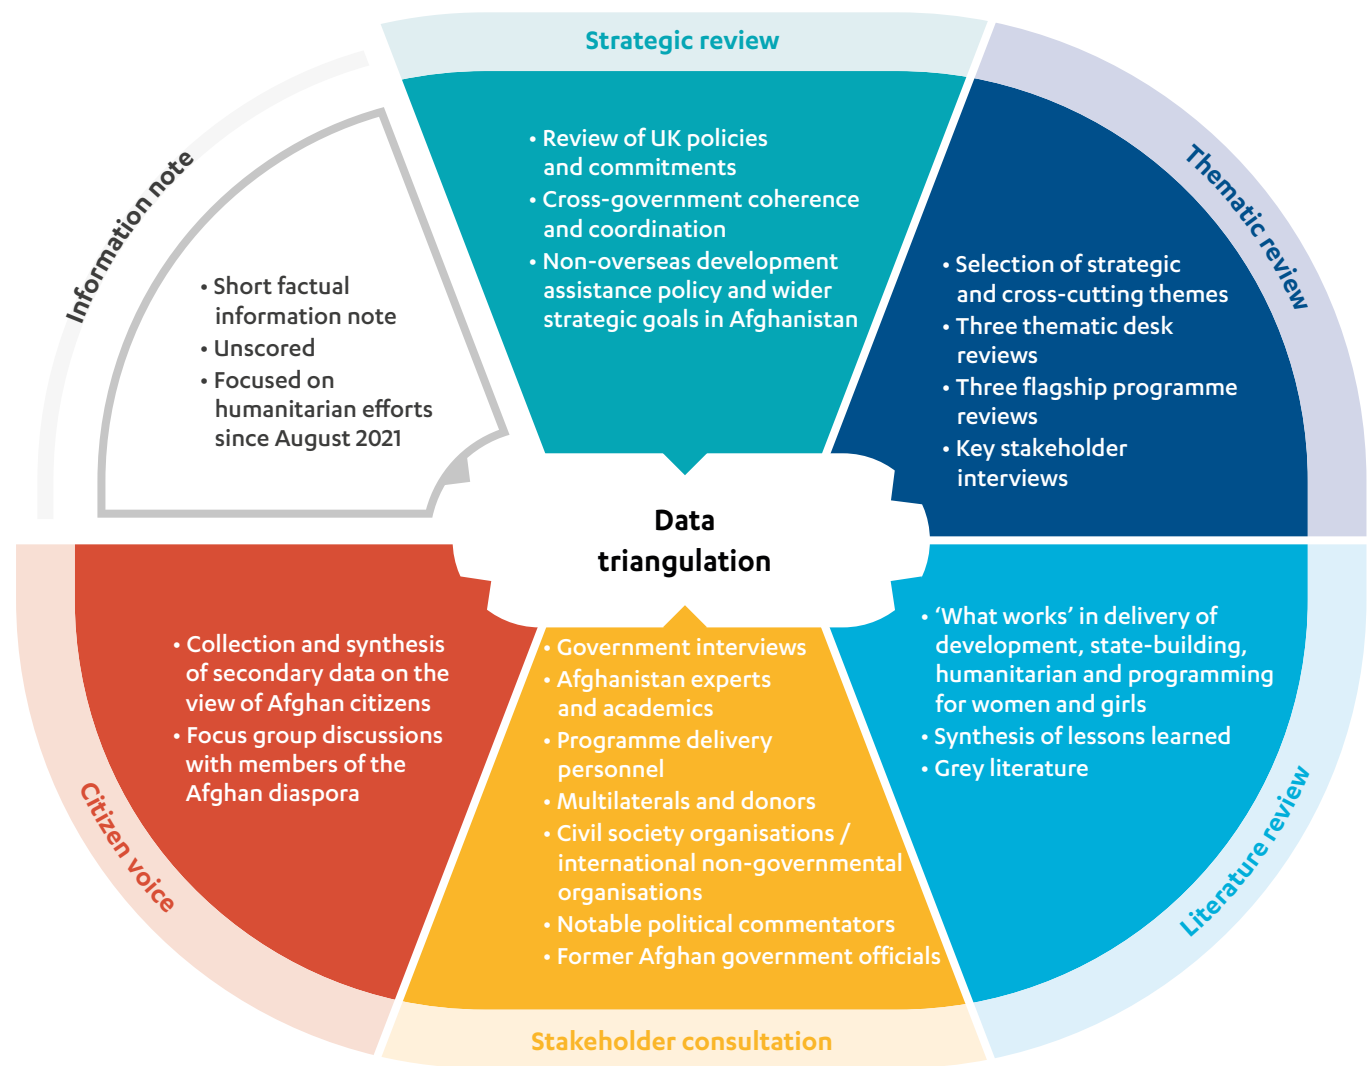 Strategic review
• Review of UK policies
and commitments
• Cross-government coherence
and coordination
• Non-overseas development
assistance policy and wider
strategic goals in Afghanistan
Thematic review
• Selection of strategic
and cross-cutting themes
• Three thematic desk
reviews
• Three flagship programme
reviews
• Key stakeholder
interviews
Information note
• Short factual
information note
• Unscored
• Focused on
humanitarian efforts
since August 2021
Data
triangulation
Literature review
• ‘What works’ in delivery of
development, state-building,
humanitarian and programming
for women and girls
• Synthesis of lessons learned
• Grey literature
Stakeholder consultation
• Government interviews
• Afghanistan experts
and academics
• Programme delivery
personnel
• Multilaterals and donors
• Civil society organisations /
international non-governmental
organisations
• Notable political commentators
• Former Afghan government officials
Citizen voice
• Collection and synthesis
of secondary data on the
view of Afghan citizens
• Focus group discussions
with members of the
Afghan diaspora